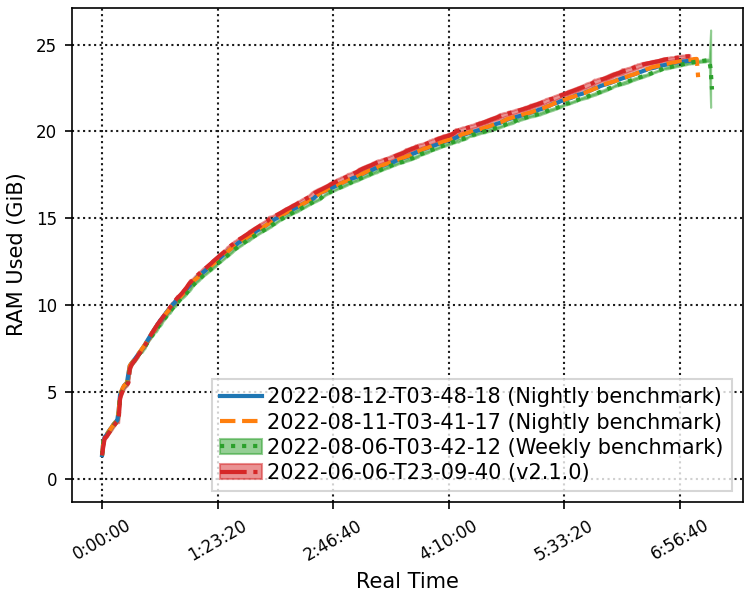 25
20
15
10
5
0
RAM Used (GiB)
2022-08-12-T03-48-18 (Nightly benchmark)
2022-08-11-T03-41-17 (Nightly benchmark)
2022-08-06-T03-42-12 (Weekly benchmark)
2022-06-06-T23-09-40 (v2.1.0)
0:00:00
1:23:20
2:46:40
4:10:00
5:33:20
6:56:40
Real Time